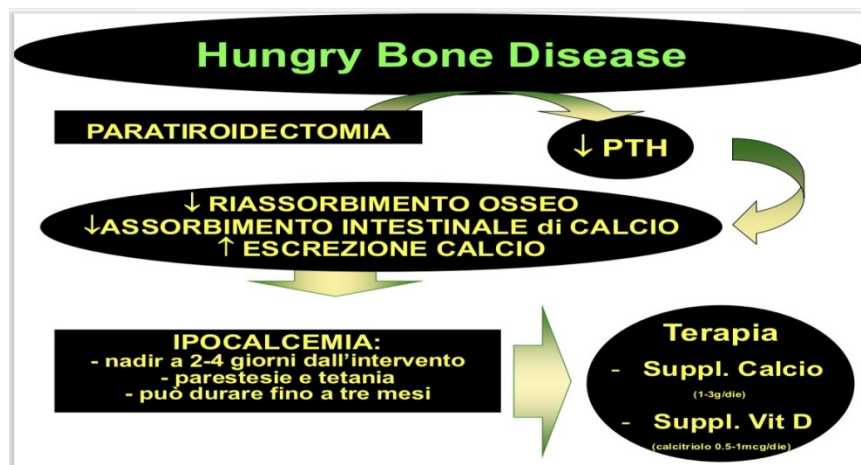 Hungry Bone Disease
PARATIROIDECTOMIA
↓ PTH
↓ RIASSORBIMENTO OSSEO
↓ASSORBIMENTO INTESTINALE di CALCIO
↑ ESCREZIONE CALCIO
IPOCALCEMIA:
- nadir a 2-4 giorni dall'intervento
- parestesie e tetania
- può durare fino a tre mesi
Terapia
- Suppl. Calcio
(1-3g/die)
- Suppl. Vit D
(calcitriolo 0.5-1mcg/die)